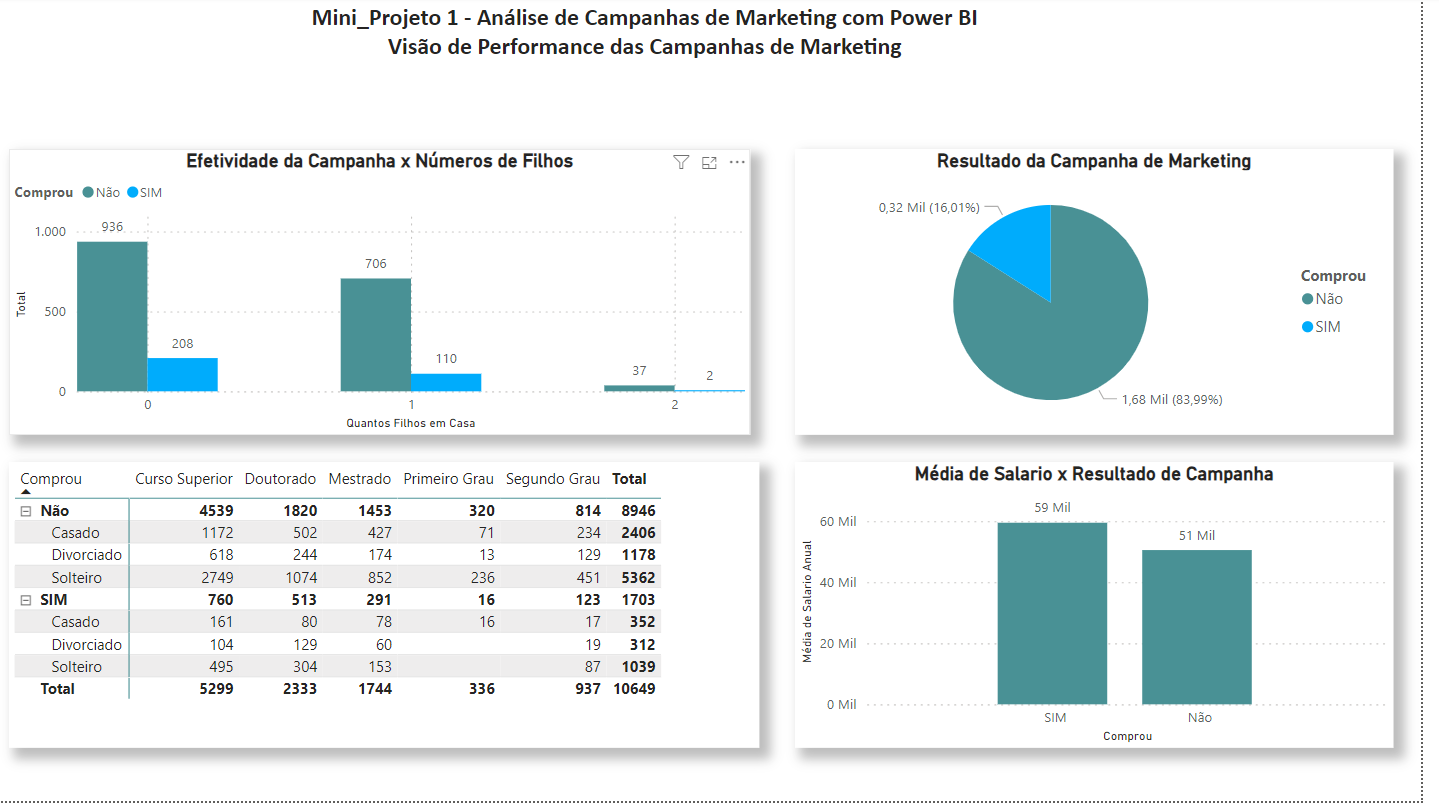 Mini_Projeto 1 - Análise de Campanhas de Marketing com Power BI
Visão de Performance das Campanhas de Marketing
Efetividade da Campanha x Números de Filhos
Comprou Não SIM
1.000
500
0
Total
936
208
706
110
37
2
0 1 2
Quantos Filhos em Casa
Resultado da Campanha de Marketing
0,32 Mil (16,01%)
1,68 Mil (83,99%)
Comprou
Não
SIM
Comprou Curso Superior Doutorado Mestrado Primeiro Grau Segundo Grau Total
Não 4539 1820 1453 320 814 8946
Casado 1172 502 427 71 234 2406
Divorciado 618 244 174 13 129 1178
Solteiro 2749 1074 852 236 451 5362
SIM 760 513 291 16 123 1703
Casado 161 80 78 16 17 352
Divorciado 104 129 60 19 312
Solteiro 495 304 153 87 1039
Total 5299 2333 1744 336 937 10649
Média de Salario x Resultado de Campanha
60 Mil
40 Mil
20 Mil
0 Mil
Média de Salario Anual
59 Mil
51 Mil
SIM Não
Comprou